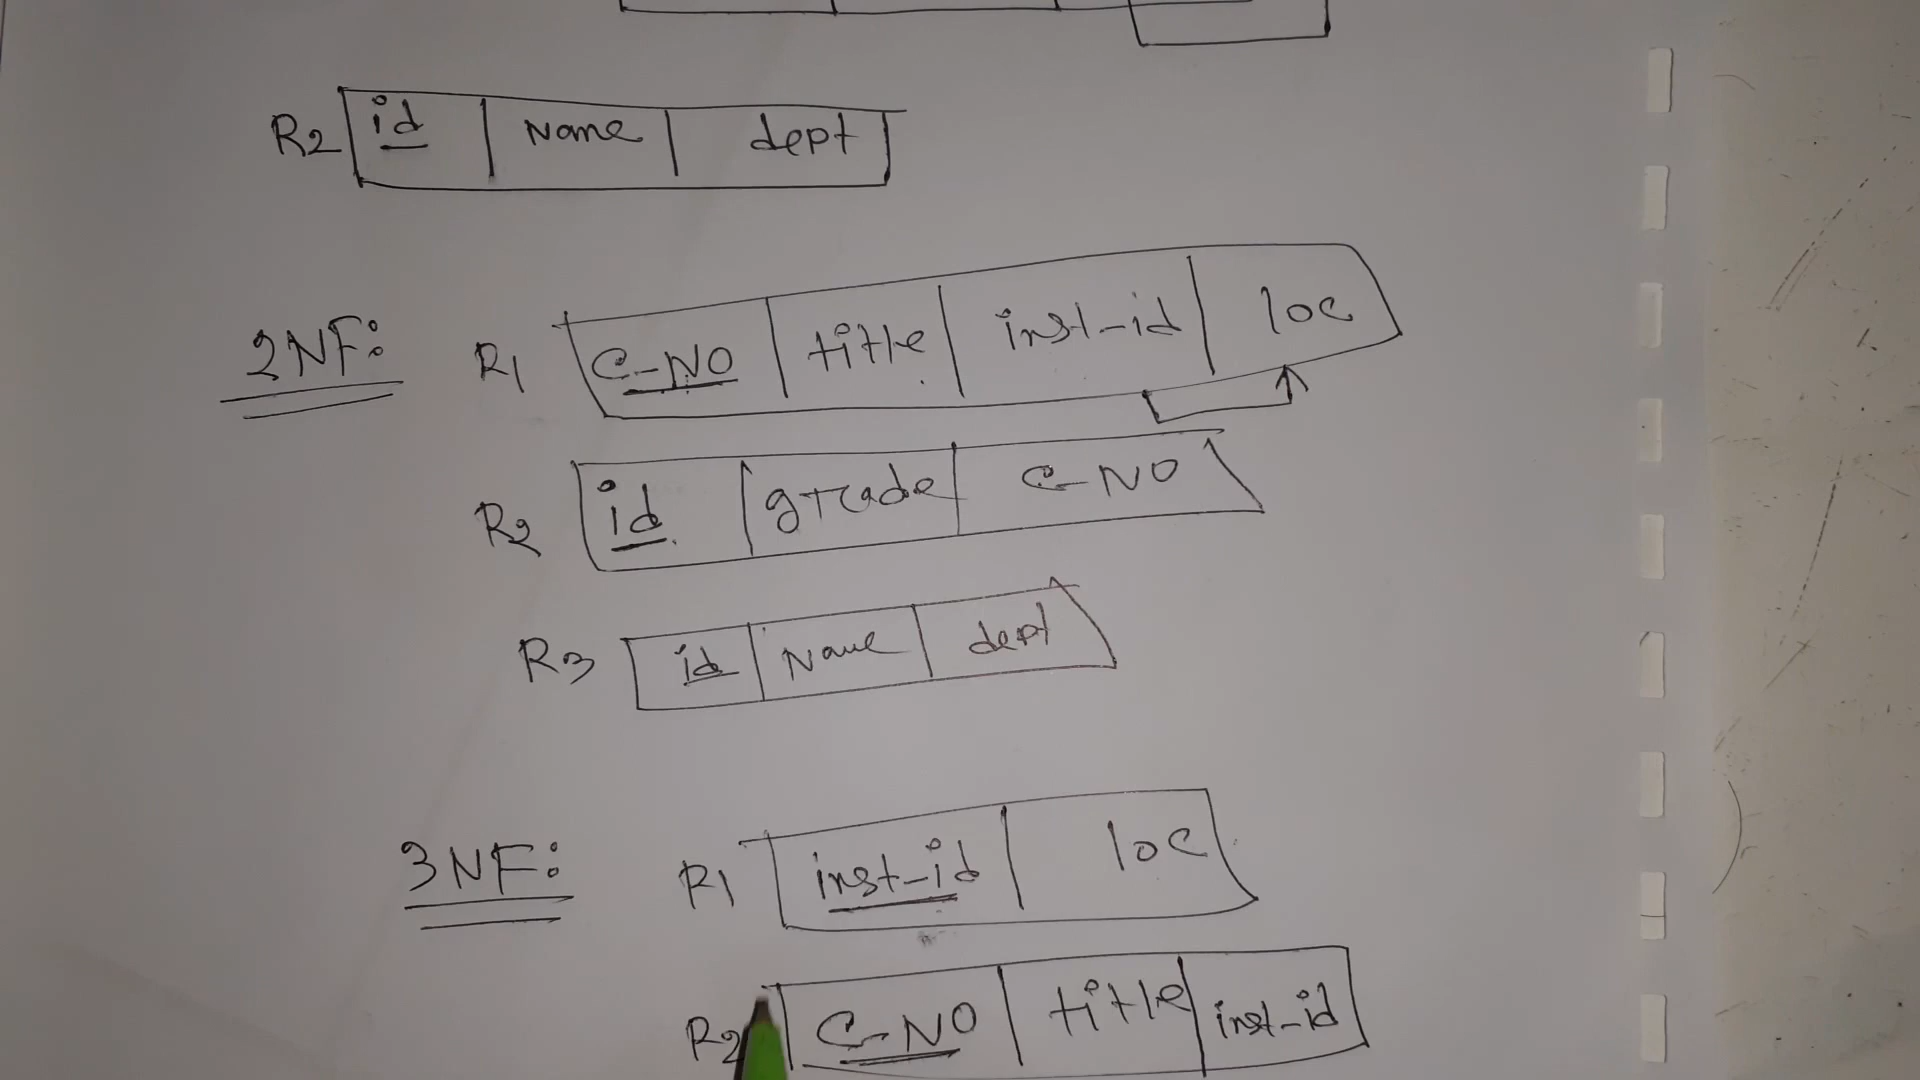 R2 id Name dept
2NF: R1 C-NO title inst-id loc
R2 id grade C-NO
R3 id Name dept
3NF: R1 inst-id loc
R2 C-NO title inst-id